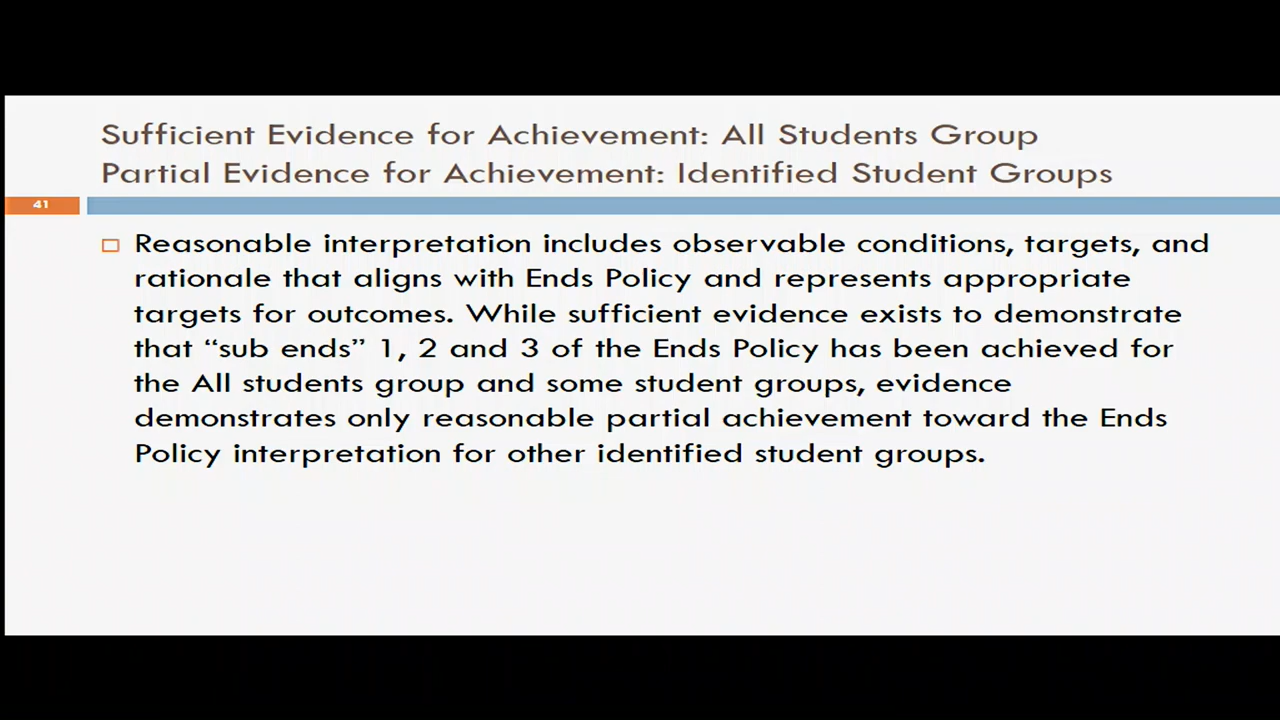 Sufficient Evidence for Achievement: All Students Group
Partial Evidence for Achievement: Identified Student Groups
41
Reasonable interpretation includes observable conditions, targets, and
rationale that aligns with Ends Policy and represents appropriate
targets for outcomes. While sufficient evidence exists to demonstrate
that “sub ends” 1, 2 and 3 of the Ends Policy has been achieved for
the All students group and some student groups, evidence
demonstrates only reasonable partial achievement toward the Ends
Policy interpretation for other identified student groups.